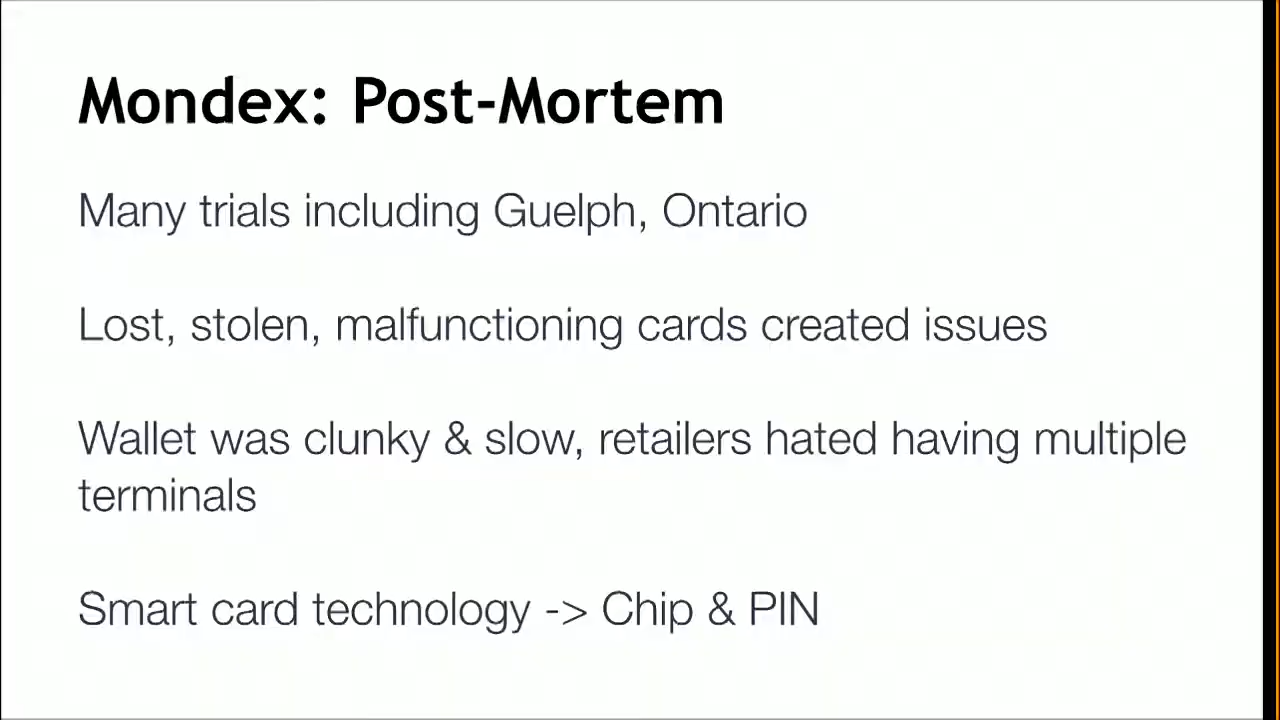 Mondex: Post-Mortem
Many trials including Guelph, Ontario
Lost, stolen, malfunctioning cards created issues
Wallet was clunky & slow, retailers hated having multiple
terminals
Smart card technology -> Chip & PIN